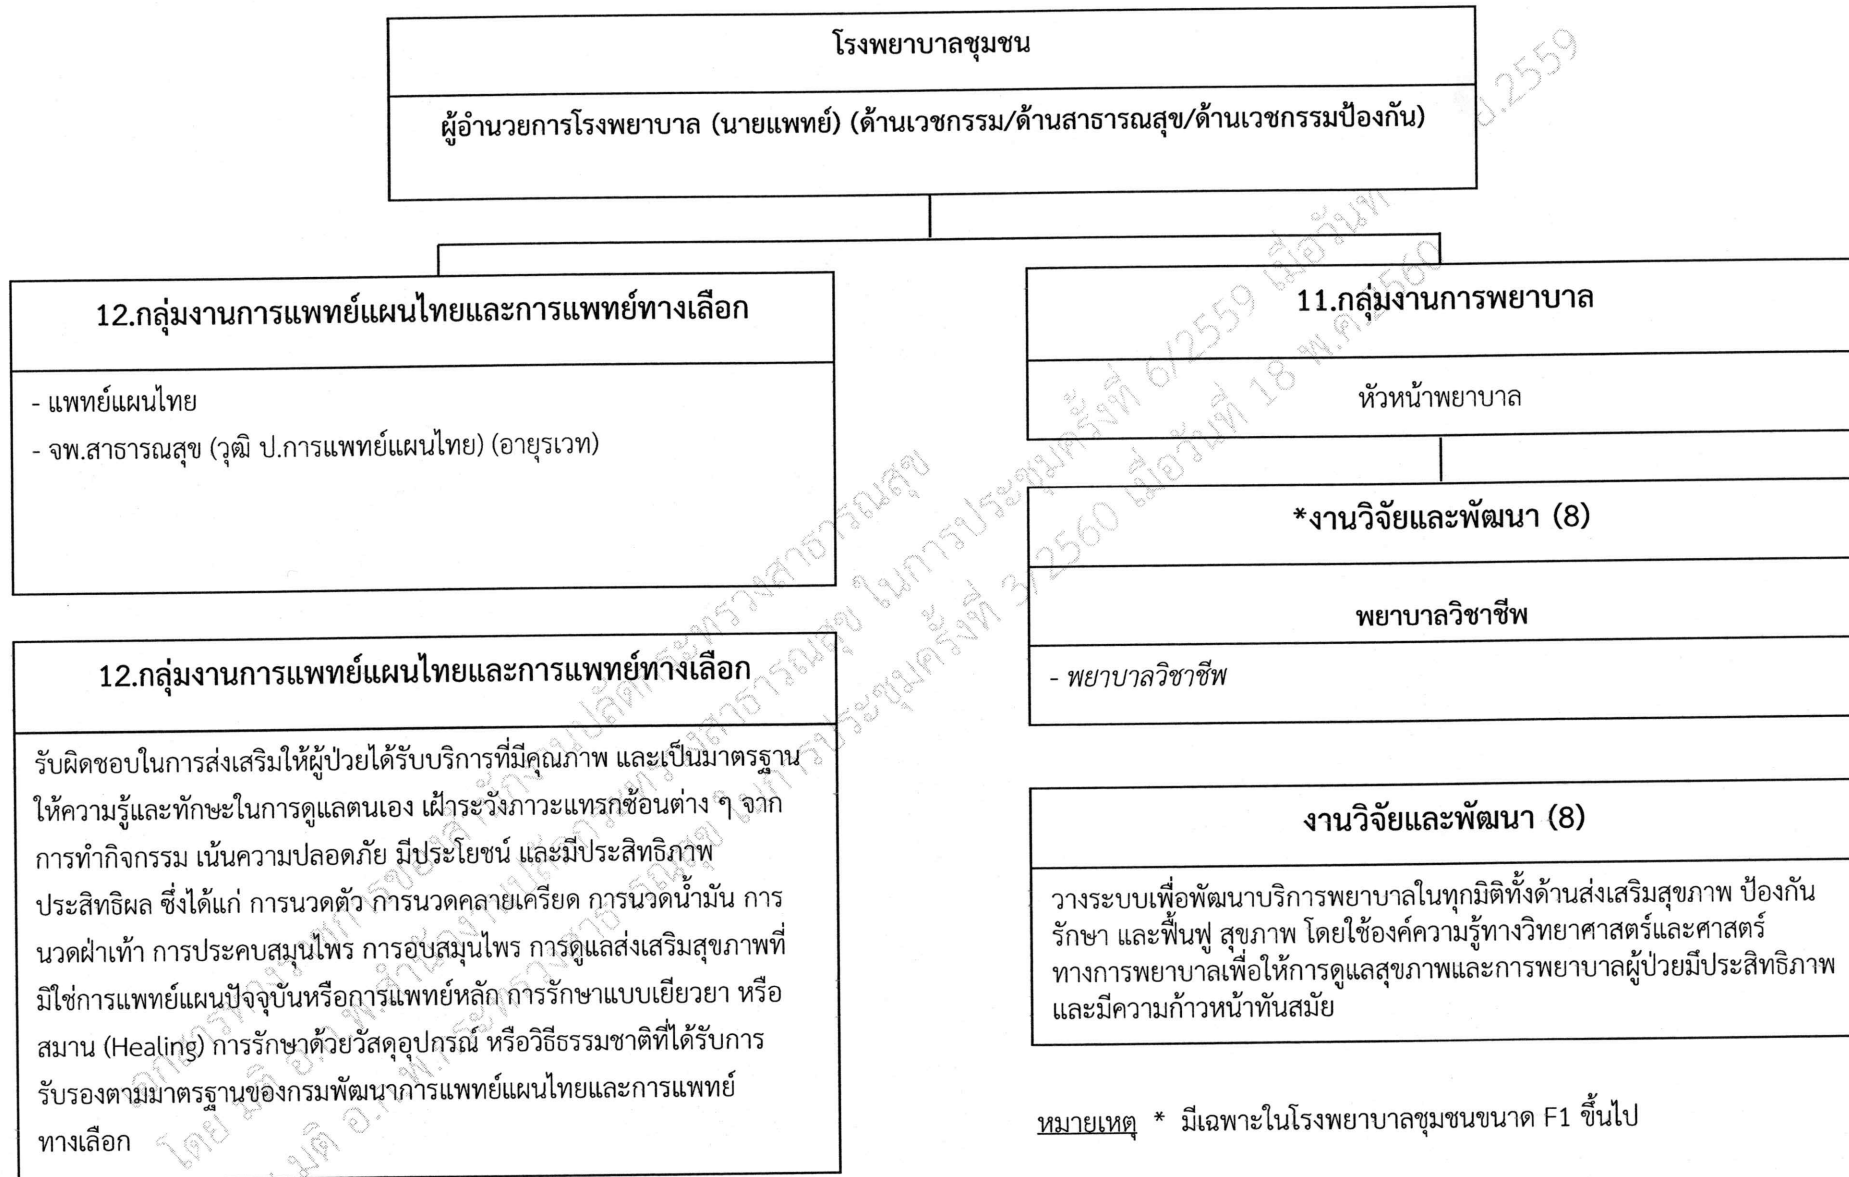 โรงพยาบาลชุมชน
ผู้อำนวยการโรงพยาบาล (นายแพทย์) (ด้านเวชกรรม/ด้านสาธารณสุข/ด้านเวชกรรมป้องกัน)
12.กลุ่มงานการแพทย์แผนไทยและการแพทย์ทางเลือก
- แพทย์แผนไทย
- จพ.สาธารณสุข (วุฒิ ป.การแพทย์แผนไทย) (อายุรเวท)
12.กลุ่มงานการแพทย์แผนไทยและการแพทย์ทางเลือก
รับผิดชอบในการส่งเสริมให้ผู้ป่วยได้รับบริการที่มีคุณภาพ และเป็นมาตรฐาน
ให้ความรู้และทักษะในการดูแลตนเอง เฝ้าระวังภาวะแทรกซ้อนต่าง ๆ จาก
การทำกิจกรรม เน้นความปลอดภัย มีประโยชน์ และมีประสิทธิภาพ
ประสิทธิผล ซึ่งได้แก่ การนวดตัว การนวดคลายเครียด การนวดน้ำมัน การ
นวดฝ่าเท้า การประคบสมุนไพร การอบสมุนไพร การดูแลส่งเสริมสุขภาพที่
มิใช่การแพทย์แผนปัจจุบันหรือการแพทย์หลัก การรักษาแบบเยียวยา หรือ
สมาน (Healing) การรักษาด้วยวัสดุอุปกรณ์ หรือวิธีธรรมชาติที่ได้รับการ
รับรองตามมาตรฐานของกรมพัฒนาการแพทย์แผนไทยและการแพทย์
ทางเลือก
11.กลุ่มงานการพยาบาล
หัวหน้าพยาบาล
*งานวิจัยและพัฒนา (8)
พยาบาลวิชาชีพ
- พยาบาลวิชาชีพ
งานวิจัยและพัฒนา (8)
วางระบบเพื่อพัฒนาบริการพยาบาลในทุกมิติทั้งด้านส่งเสริมสุขภาพ ป้องกัน
รักษา และฟื้นฟู สุขภาพ โดยใช้องค์ความรู้ทางวิทยาศาสตร์และศาสตร์
ทางการพยาบาลเพื่อให้การดูแลสุขภาพและการพยาบาลผู้ป่วยมีประสิทธิภาพ
และมีความก้าวหน้าทันสมัย
หมายเหตุ * มีเฉพาะในโรงพยาบาลชุมชนขนาด F1 ขึ้นไป